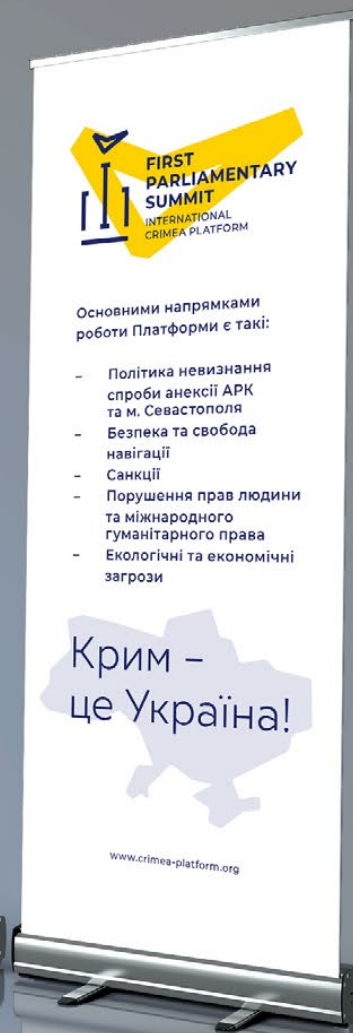 FIRST
PARLIAMENTARY
SUMMIT
INTERNATIONAL
CRIMEA PLATFORM
Основними напрямками
роботи Платформи є такі:
– Політика невизнання
спроби анексії АРК
та м. Севастополя
– Безпека та свобода
навігації
– Санкції
– Порушення прав людини
та міжнародного
гуманітарного права
– Екологічні та економічні
загрози
Крим –
це Україна!
www.crimea-platform.org